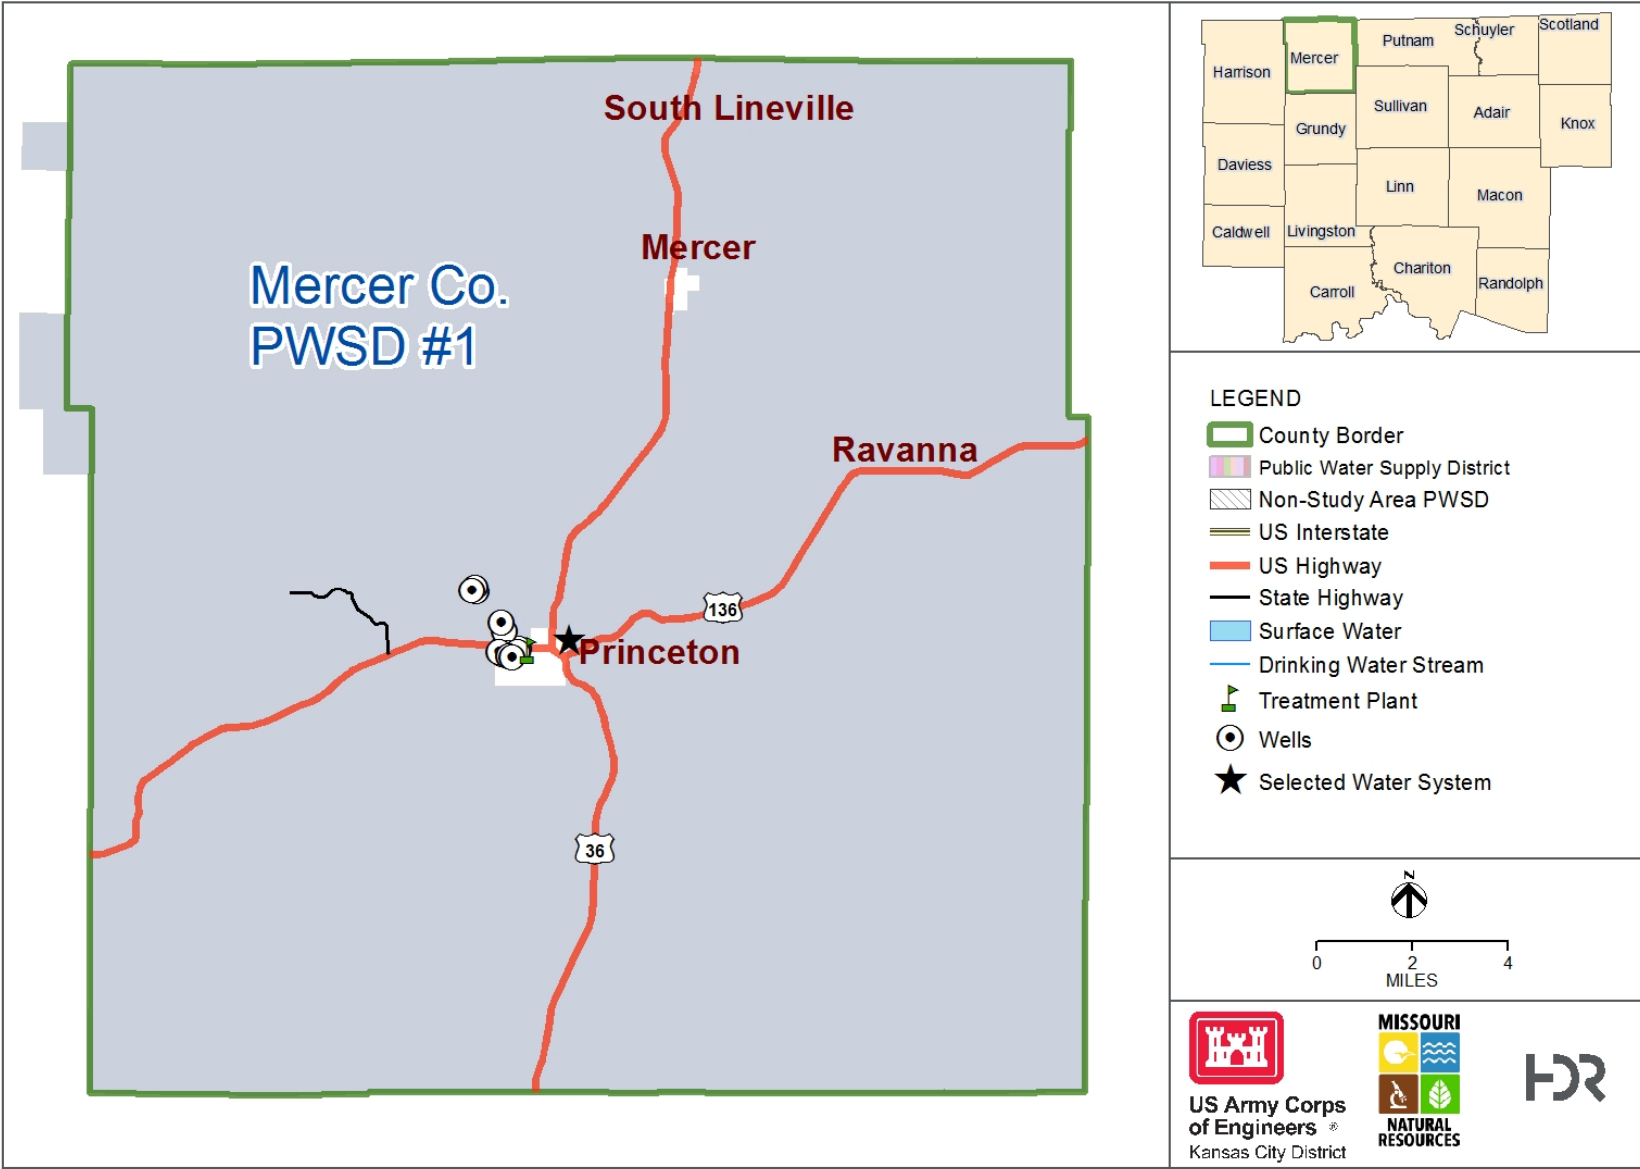 South Lineville
Mercer
Mercer Co.
PWSD #1
Ravanna
136
Princeton
36
Harrison
Mercer
Putnam
Schuyler
Scotland
Sullivan
Adair
Knox
Grundy
Daviess
Linn
Macon
Caldwell
Livingston
Chariton
Carroll
Randolph
LEGEND
County Border
Public Water Supply District
Non-Study Area PWSD
US Interstate
US Highway
State Highway
Surface Water
Drinking Water Stream
Treatment Plant
Wells
Selected Water System
N
0 2 4
MILES
US Army Corps
of Engineers ®
Kansas City District
MISSOURI
NATURAL
RESOURCES
HDR